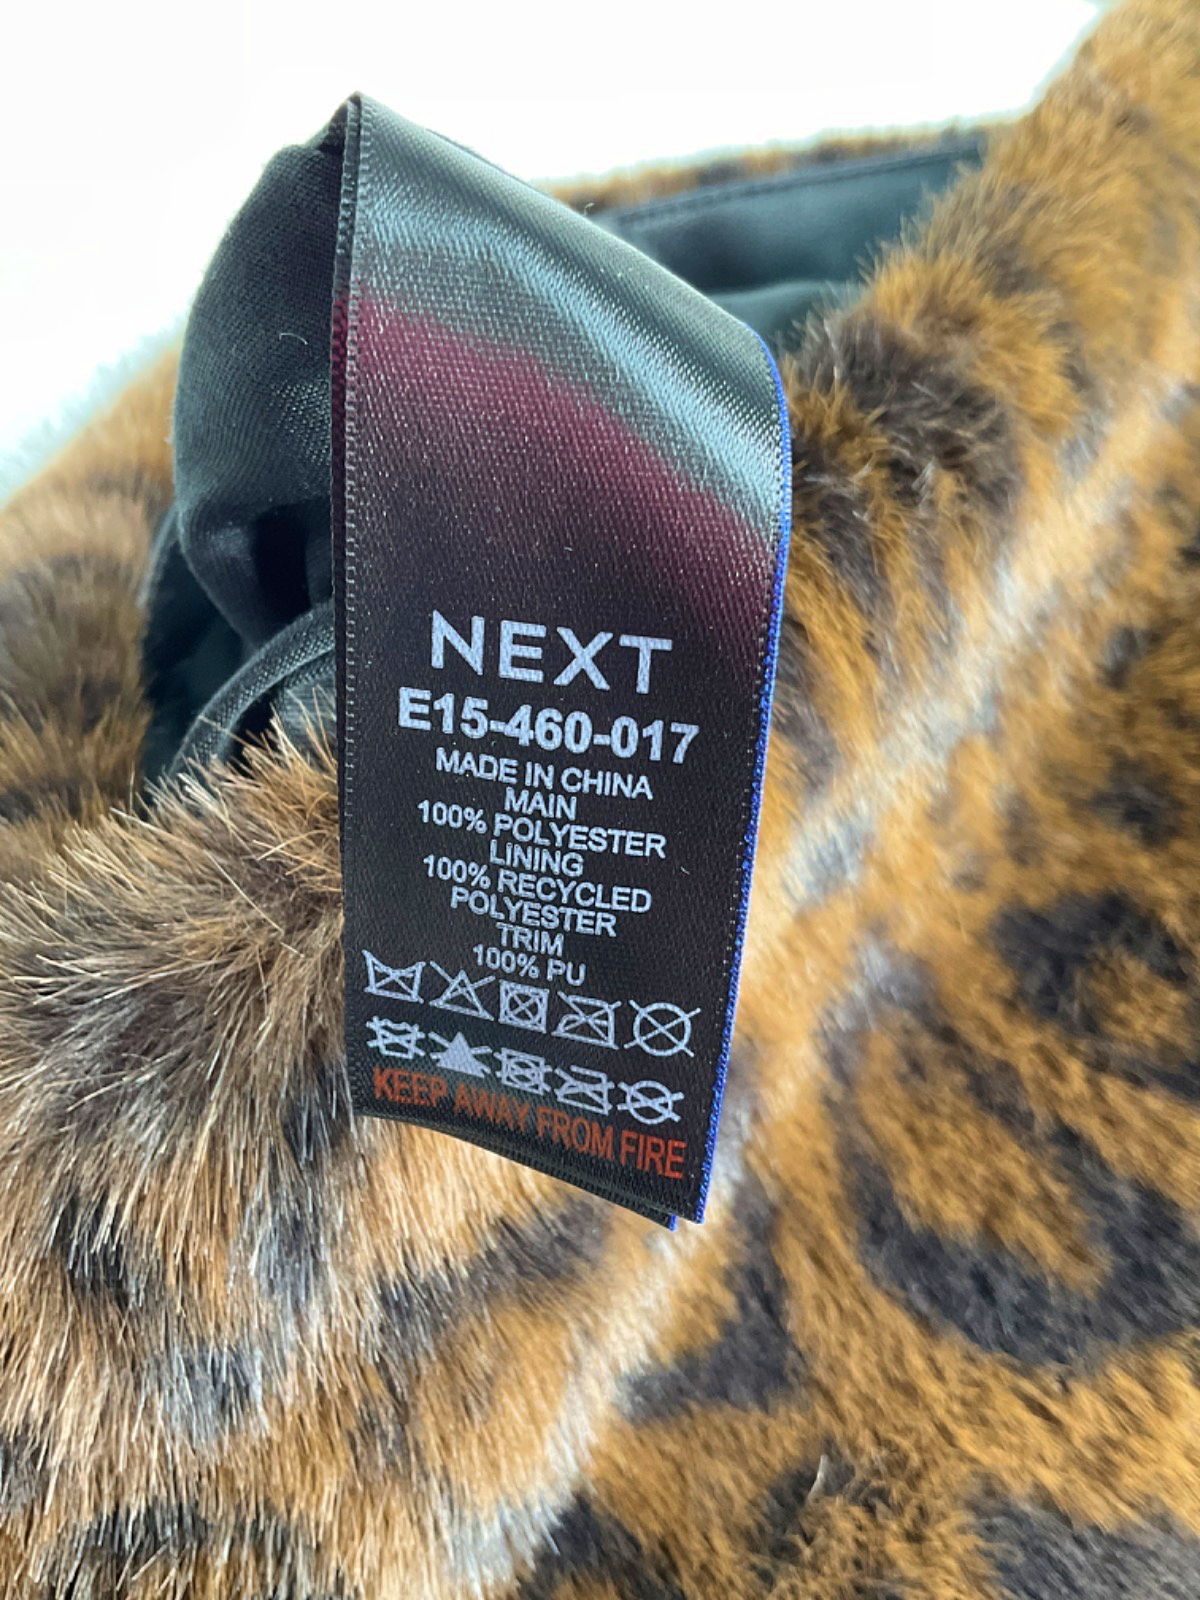 NEXT
E15-460-017
MADE IN CHINA
MAIN
100% POLYESTER
LINING
100% RECYCLED
POLYESTER
TRIM
100% PU
KEEP AWAY FROM FIRE